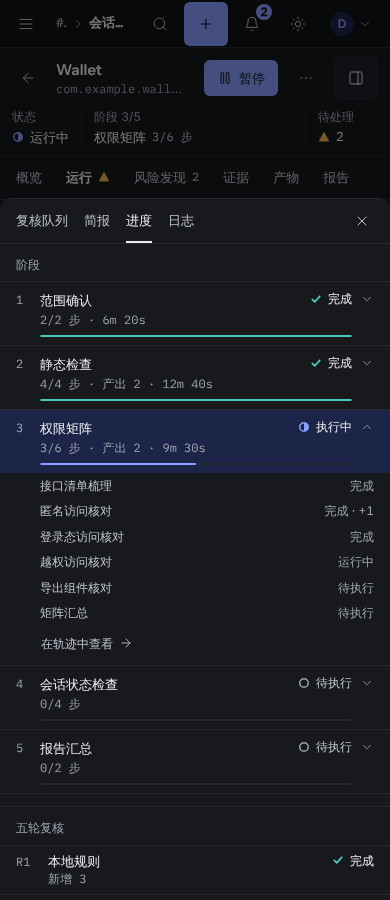 #. 会话…
2
D
Wallet
com.example.wall…
暂停
状态
阶段 3/5
待处理
运行中
权限矩阵 3/6 步
2
概览 运行 风险发现 2 证据 产物 报告
复核队列 简报 进度 日志
阶段
1 范围确认 完成
2/2 步 · 6m 20s
2 静态检查 完成
4/4 步 · 产出 2 · 12m 40s
3 权限矩阵 执行中
3/6 步 · 产出 2 · 9m 30s
接口清单梳理 完成
匿名访问核对 完成 · +1
登录态访问核对 完成
越权访问核对 运行中
导出组件核对 待执行
矩阵汇总 待执行
在轨迹中查看
4 会话状态检查 待执行
0/4 步
5 报告汇总 待执行
0/2 步
五轮复核
R1 本地规则 完成
新增 3